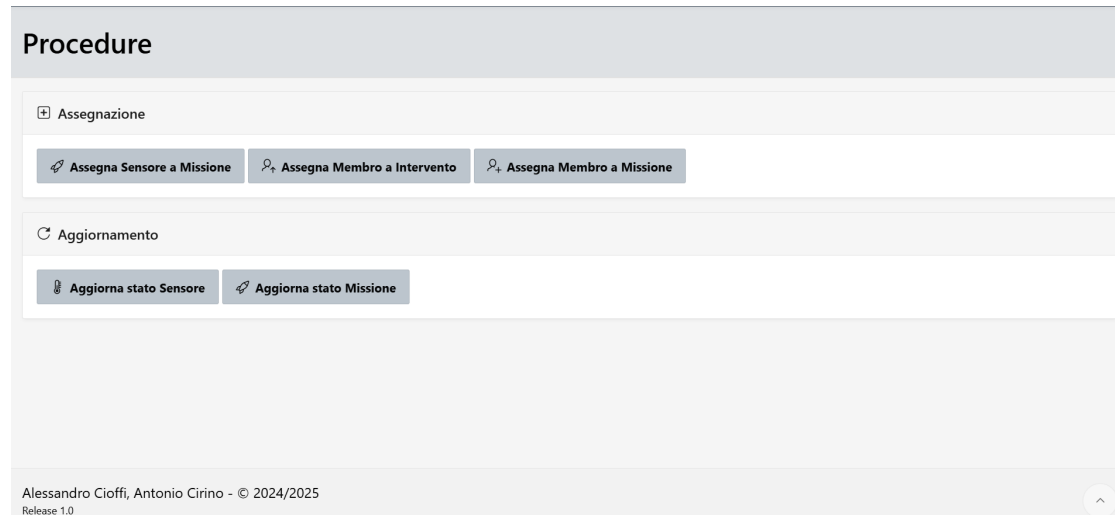 Procedure
Assegnazione
Assegna Sensore a Missione Assegna Membro a Intervento Assegna Membro a Missione
Aggiornamento
Aggiorna stato Sensore Aggiorna stato Missione
Alessandro Cioffi, Antonio Cirino - © 2024/2025
Release 1.0